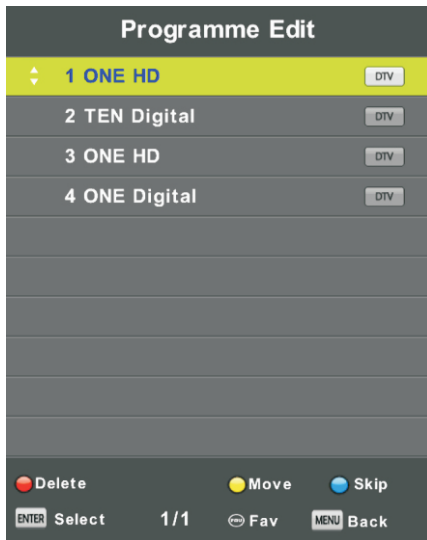 Programme Edit
1 ONE HD DTV
2 TEN Digital DTV
3 ONE HD DTV
4 ONE Digital DTV
Delete Move Skip
ENTER Select 1/1 FAV Fav MENU Back